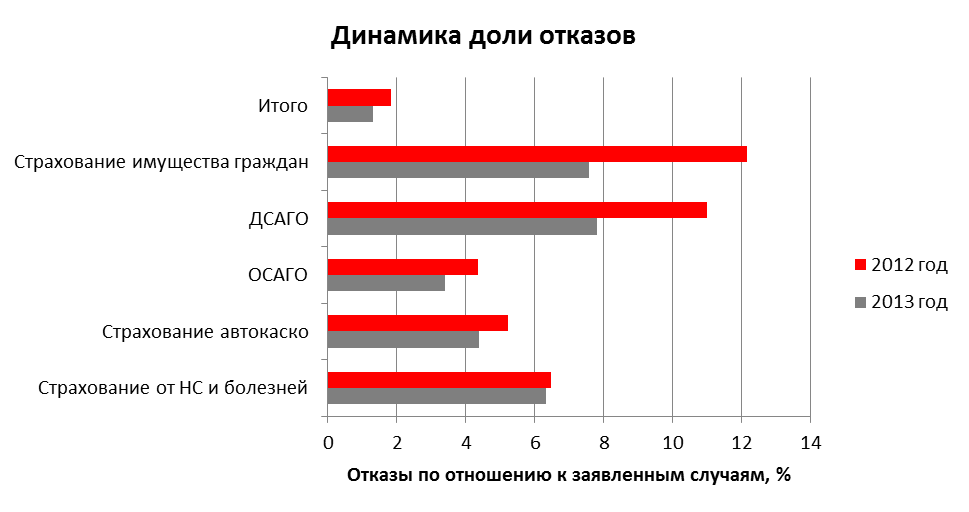 Динамика доли отказов
Итого
Страхование имущества граждан
ДСАГО
ОСАГО
Страхование автокаско
Страхование от НС и болезней
0 2 4 6 8 10 12 14
Отказы по отношению к заявленным случаям, %
2012 год
2013 год